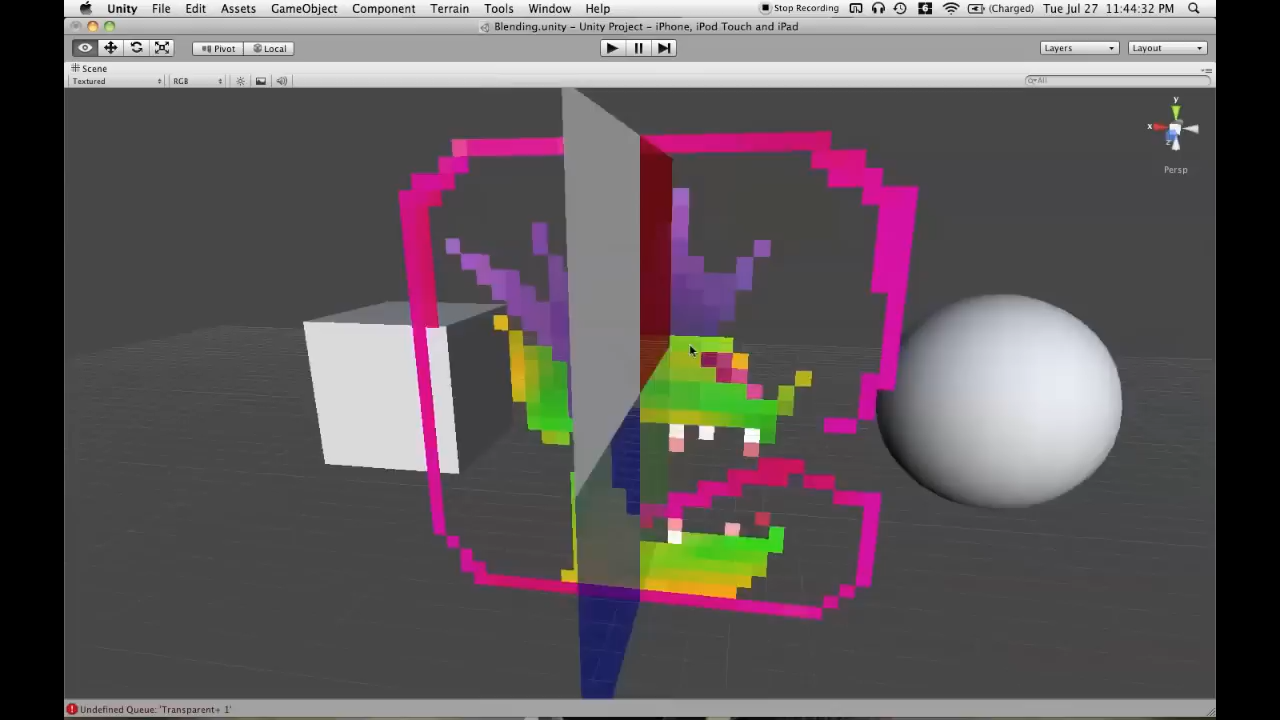 Unity File Edit Assets GameObject Component Terrain Tools Window Help Stop Recording 6 (Charged) Tue Jul 27 11:44:32 PM
Blending.unity - Unity Project - iPhone, iPod Touch and iPad
Pivot Local Layers Layout
Scene
Textured RGB All
y
x
z
Persp
Undefined Queue: 'Transparent+ 1'